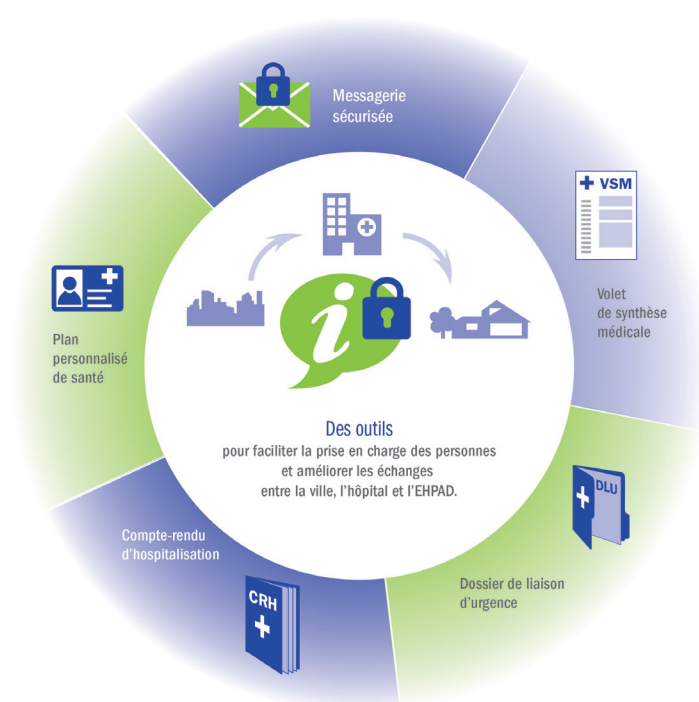 Messagerie
sécurisée
VSM
Volet
de synthèse
médicale
Plan
personnalisé
de santé
i
Des outils
pour faciliter la prise en charge des personnes
et améliorer les échanges
entre la ville, l’hôpital et l’EHPAD.
DLU
Dossier de liaison
d’urgence
Compte-rendu
d’hospitalisation
CRH